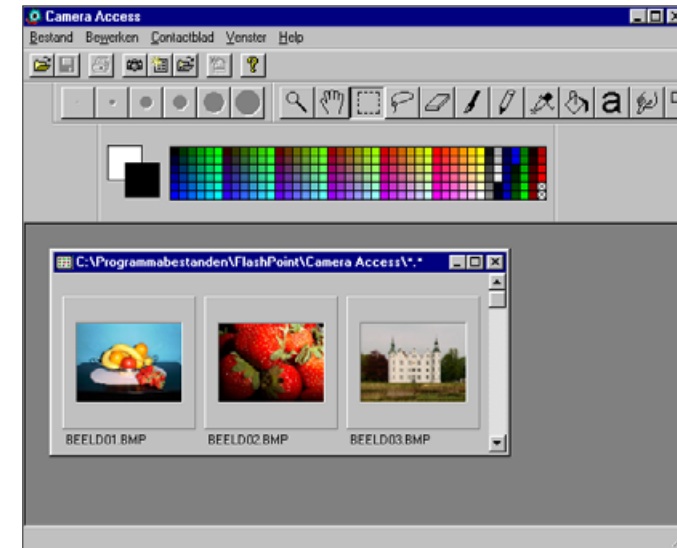 Camera Access
Bestand Bewerken Contactblad Venster Help
a
C:\Programmabestanden\FlashPoint\Camera Access\*.*
BEELD01.BMP BEELD02.BMP BEELD03.BMP